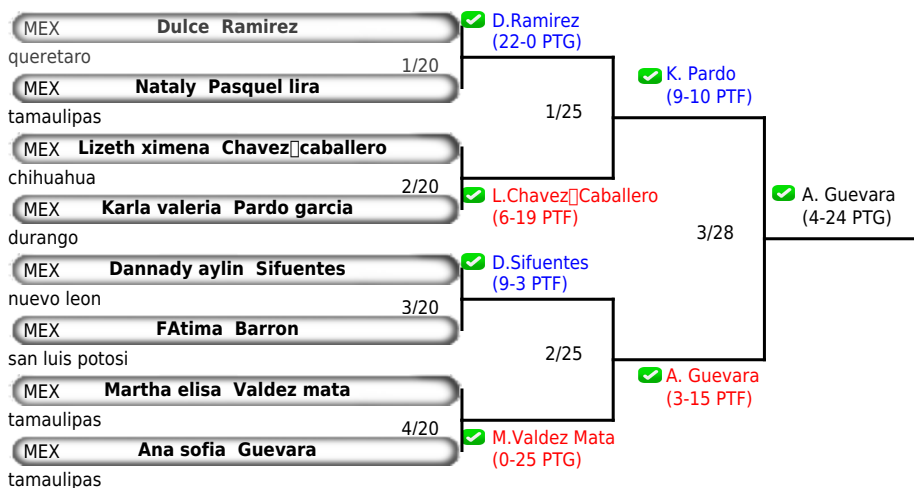 MEX Dulce Ramirez
queretaro
1/20
MEX Nataly Pasquel lira
tamaulipas
MEX Lizeth ximena Chavez▯caballero
chihuahua
2/20
MEX Karla valeria Pardo garcia
durango
MEX Dannady aylin Sifuentes
nuevo leon
3/20
MEX FAtima Barron
san luis potosi
MEX Martha elisa Valdez mata
tamaulipas
4/20
MEX Ana sofia Guevara
tamaulipas
D.Ramirez
(22-0 PTG)
1/25
L.Chavez▯Caballero
(6-19 PTF)
D.Sifuentes
(9-3 PTF)
2/25
M.Valdez Mata
(0-25 PTG)
K. Pardo
(9-10 PTF)
3/28
A. Guevara
(3-15 PTF)
A. Guevara
(4-24 PTG)